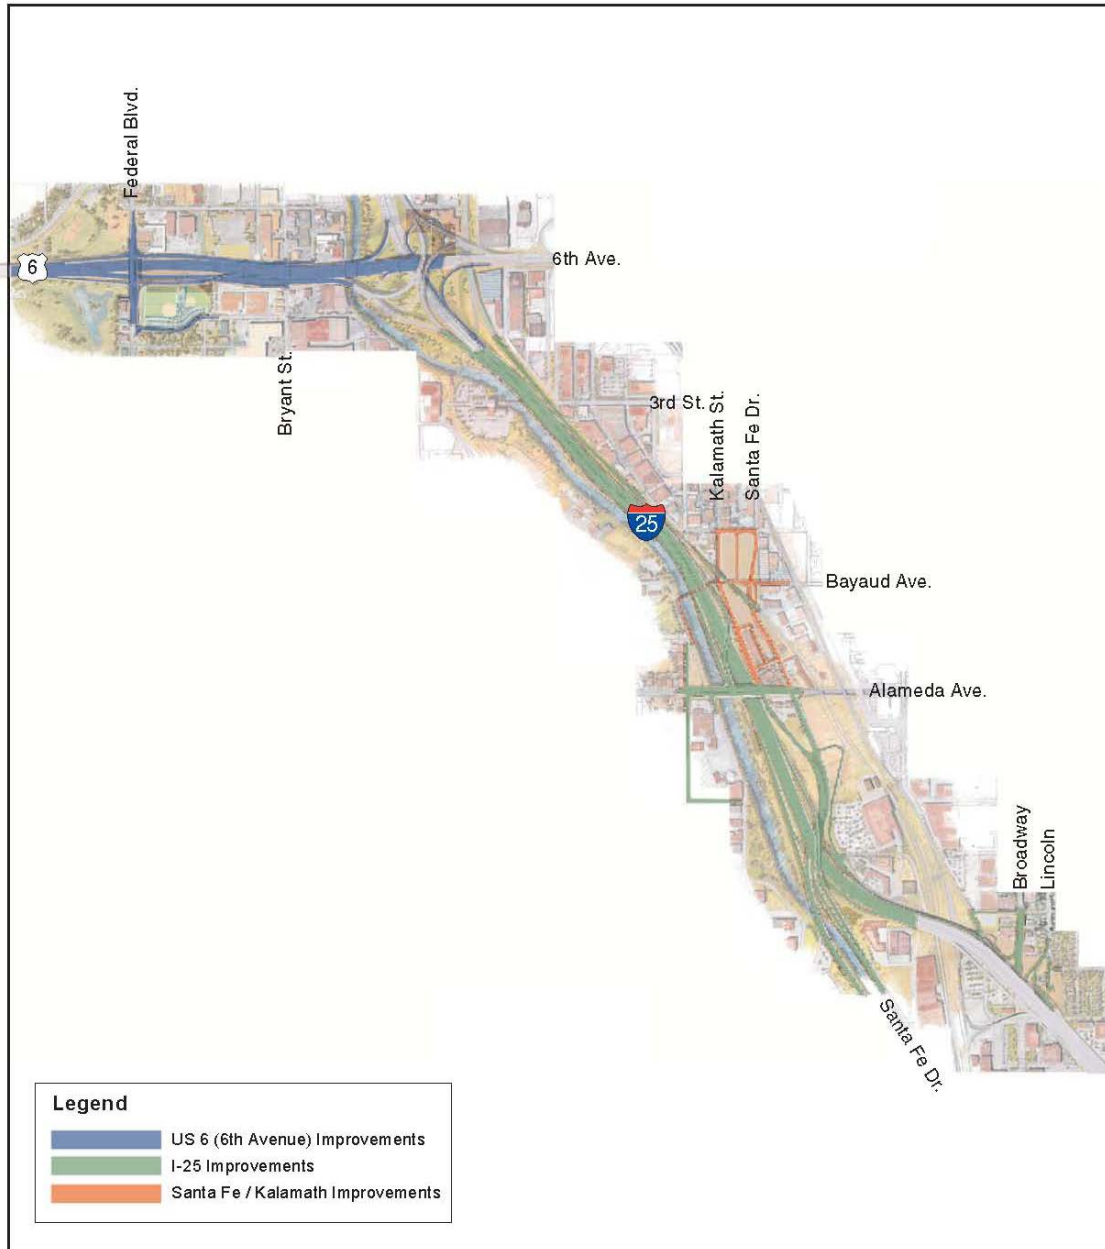 Federal Blvd.
6
6th Ave.
Bryant St.
3rd St.
Kalamath St.
Santa Fe Dr.
25
Bayaud Ave.
Alameda Ave.
Broadway
Lincoln
Santa Fe Dr.
Legend
US 6 (6th Avenue) Improvements
I-25 Improvements
Santa Fe / Kalamath Improvements